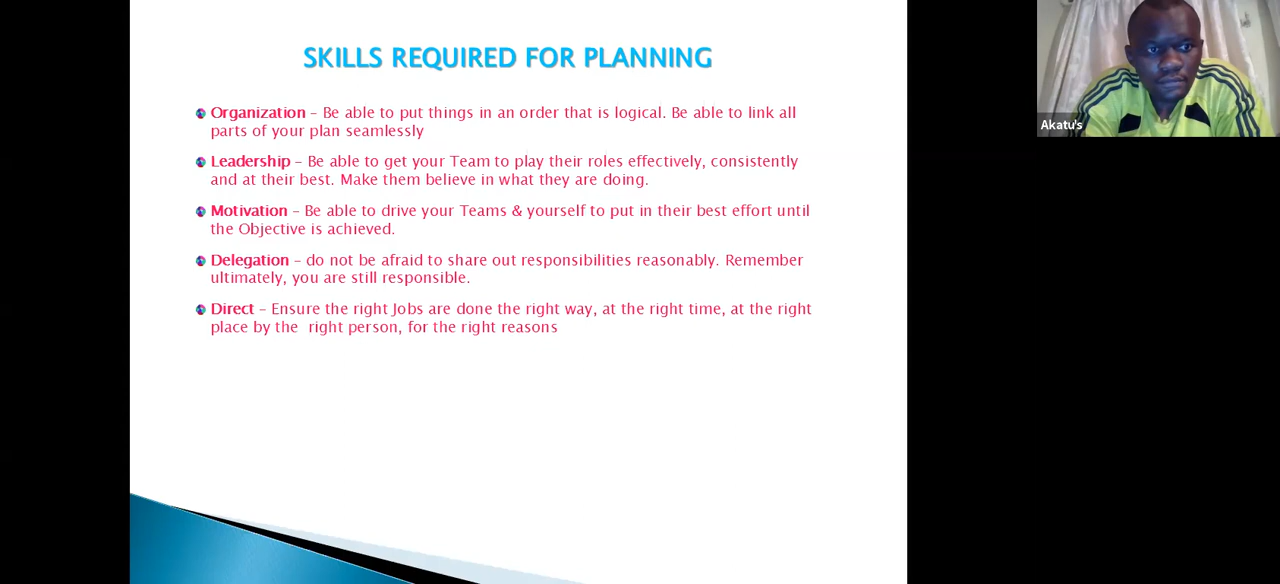 SKILLS REQUIRED FOR PLANNING
Organization – Be able to put things in an order that is logical. Be able to link all
parts of your plan seamlessly
Leadership – Be able to get your Team to play their roles effectively, consistently
and at their best. Make them believe in what they are doing.
Motivation – Be able to drive your Teams & yourself to put in their best effort until
the Objective is achieved.
Delegation – do not be afraid to share out responsibilities reasonably. Remember
ultimately, you are still responsible.
Direct – Ensure the right Jobs are done the right way, at the right time, at the right
place by the  right person, for the right reasons
Akatu's